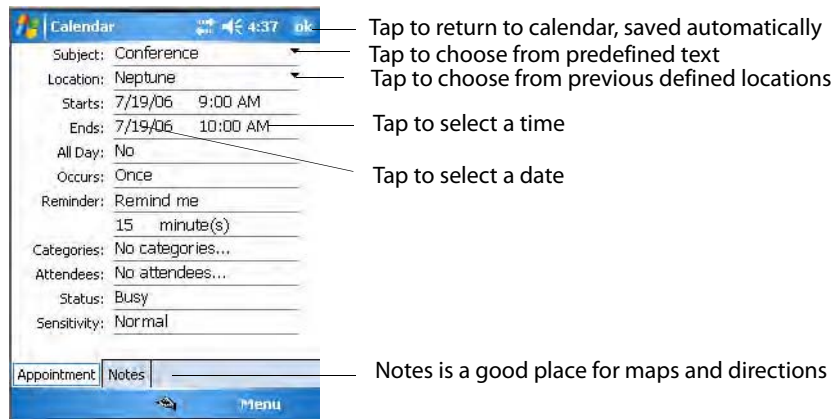 Calendar 4:37 ok
Tap to return to calendar, saved automatically
Subject: Conference
Tap to choose from predefined text
Location: Neptune
Tap to choose from previous defined locations
Starts: 7/19/06 9:00 AM
Ends: 7/19/06 10:00 AM
Tap to select a time
All Day: No
Occurs: Once
Tap to select a date
Reminder: Remind me
15 minute(s)
Categories: No categories...
Attendees: No attendees...
Status: Busy
Sensitivity: Normal
Appointment Notes
Notes is a good place for maps and directions
Menu